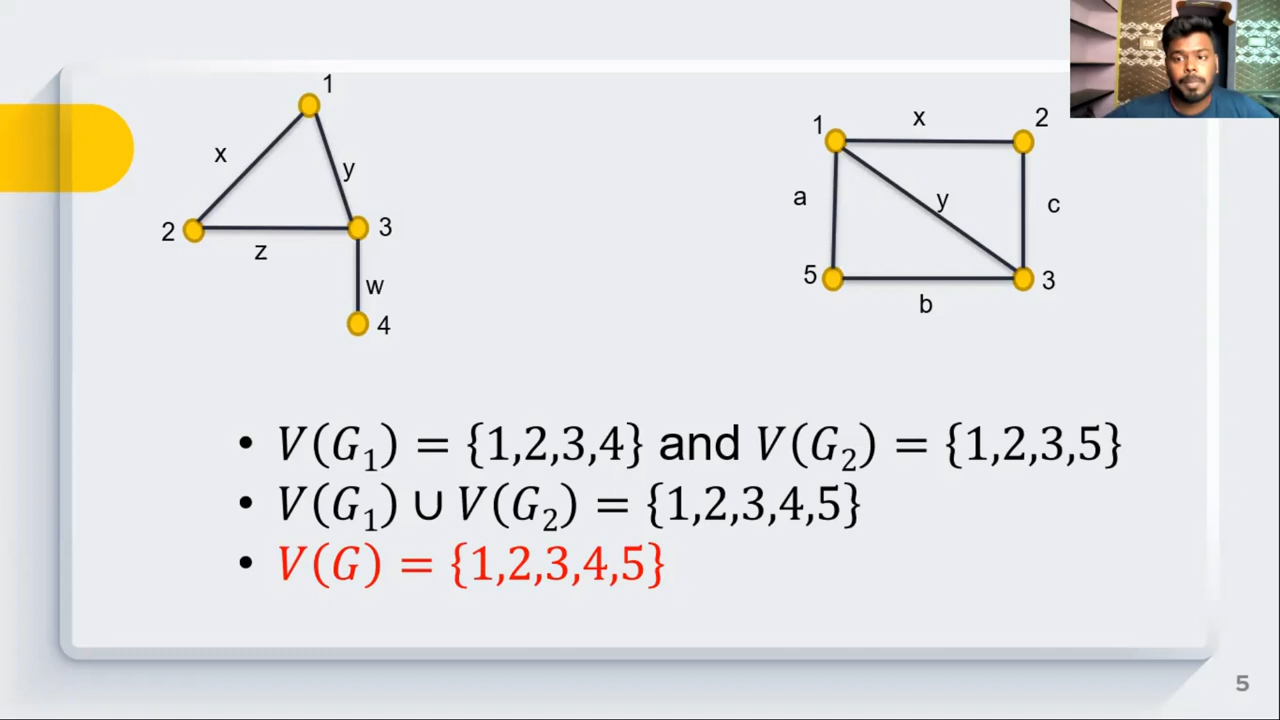 1
x
y
2
3
z
w
4
1
x
2
a
y
c
5
3
b
• V(G₁) = {1,2,3,4} and V(G₂) = {1,2,3,5}
• V(G₁) ∪ V(G₂) = {1,2,3,4,5}
• V(G) = {1,2,3,4,5}
5